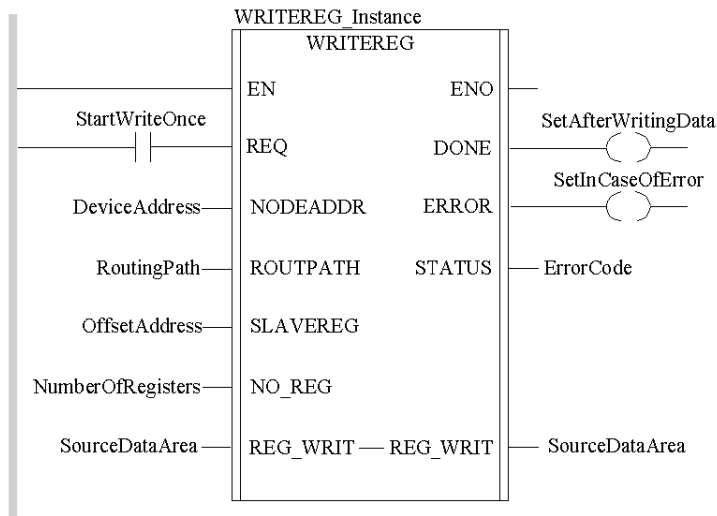 WRITEREG_Instance
WRITEREG
EN ENO
StartWriteOnce SetAfterWritingData
REQ DONE
SetInCaseOfError
DeviceAddress NODEADDR ERROR
RoutingPath ROUTPATH STATUS ErrorCode
OffsetAddress SLAVEREG
NumberOfRegisters NO_REG
SourceDataArea REG_WRIT REG_WRIT SourceDataArea